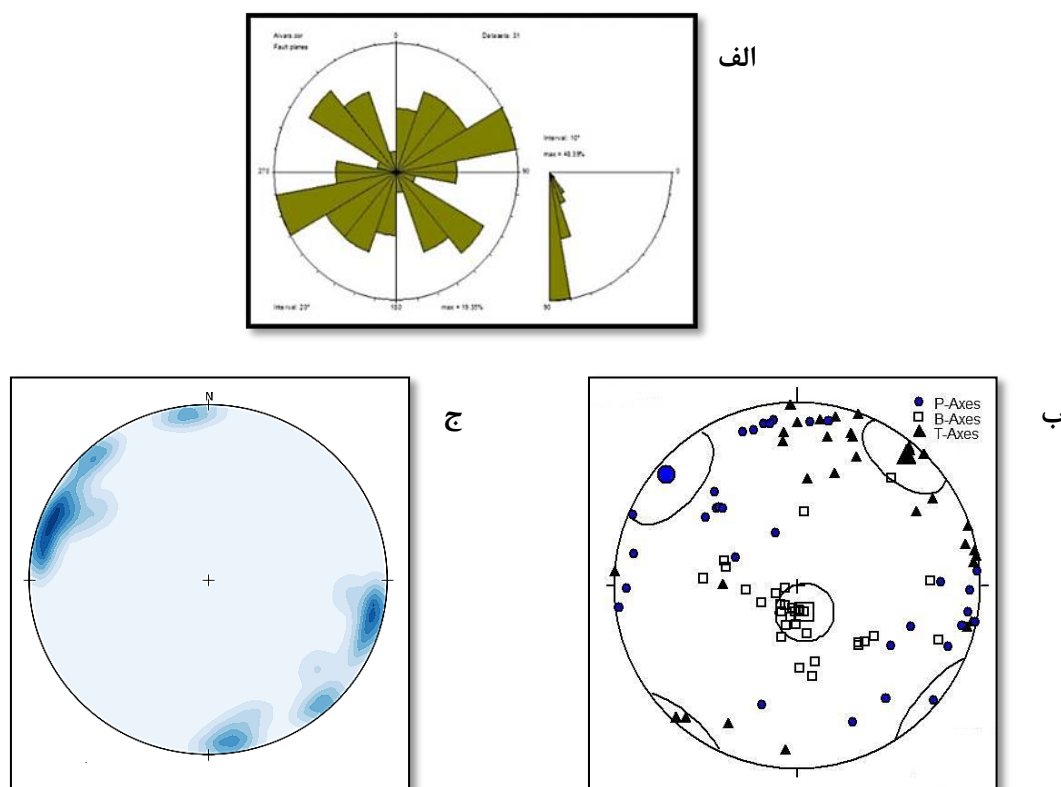 الف
Alvars.cor
Fault planes
0
Datasets: 31
270
90
180
Interval: 20°
max = 19.35%
Interval: 10°
max = 48.39%
0
90
ج
N
ب
P-Axes
B-Axes
T-Axes